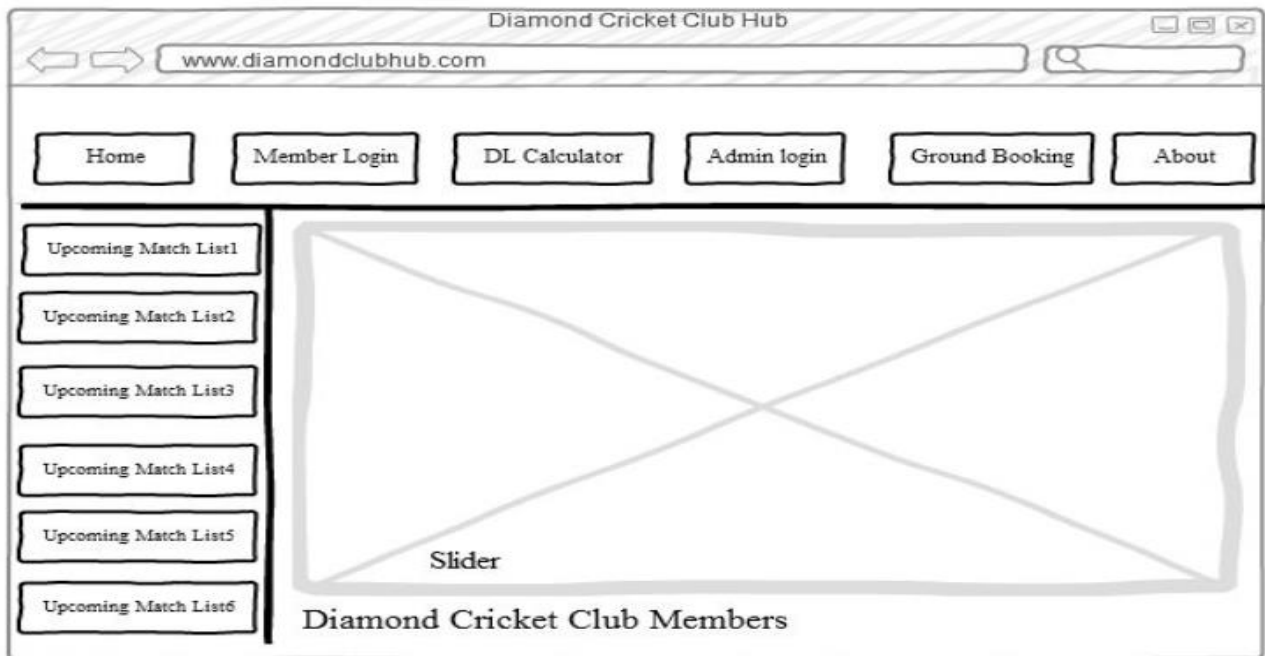 Diamond Cricket Club Hub
www.diamondclubhub.com
Home
Member Login
DL Calculator
Admin login
Ground Booking
About
Upcoming Match List1
Upcoming Match List2
Upcoming Match List3
Upcoming Match List4
Upcoming Match List5
Upcoming Match List6
Slider
Diamond Cricket Club Members